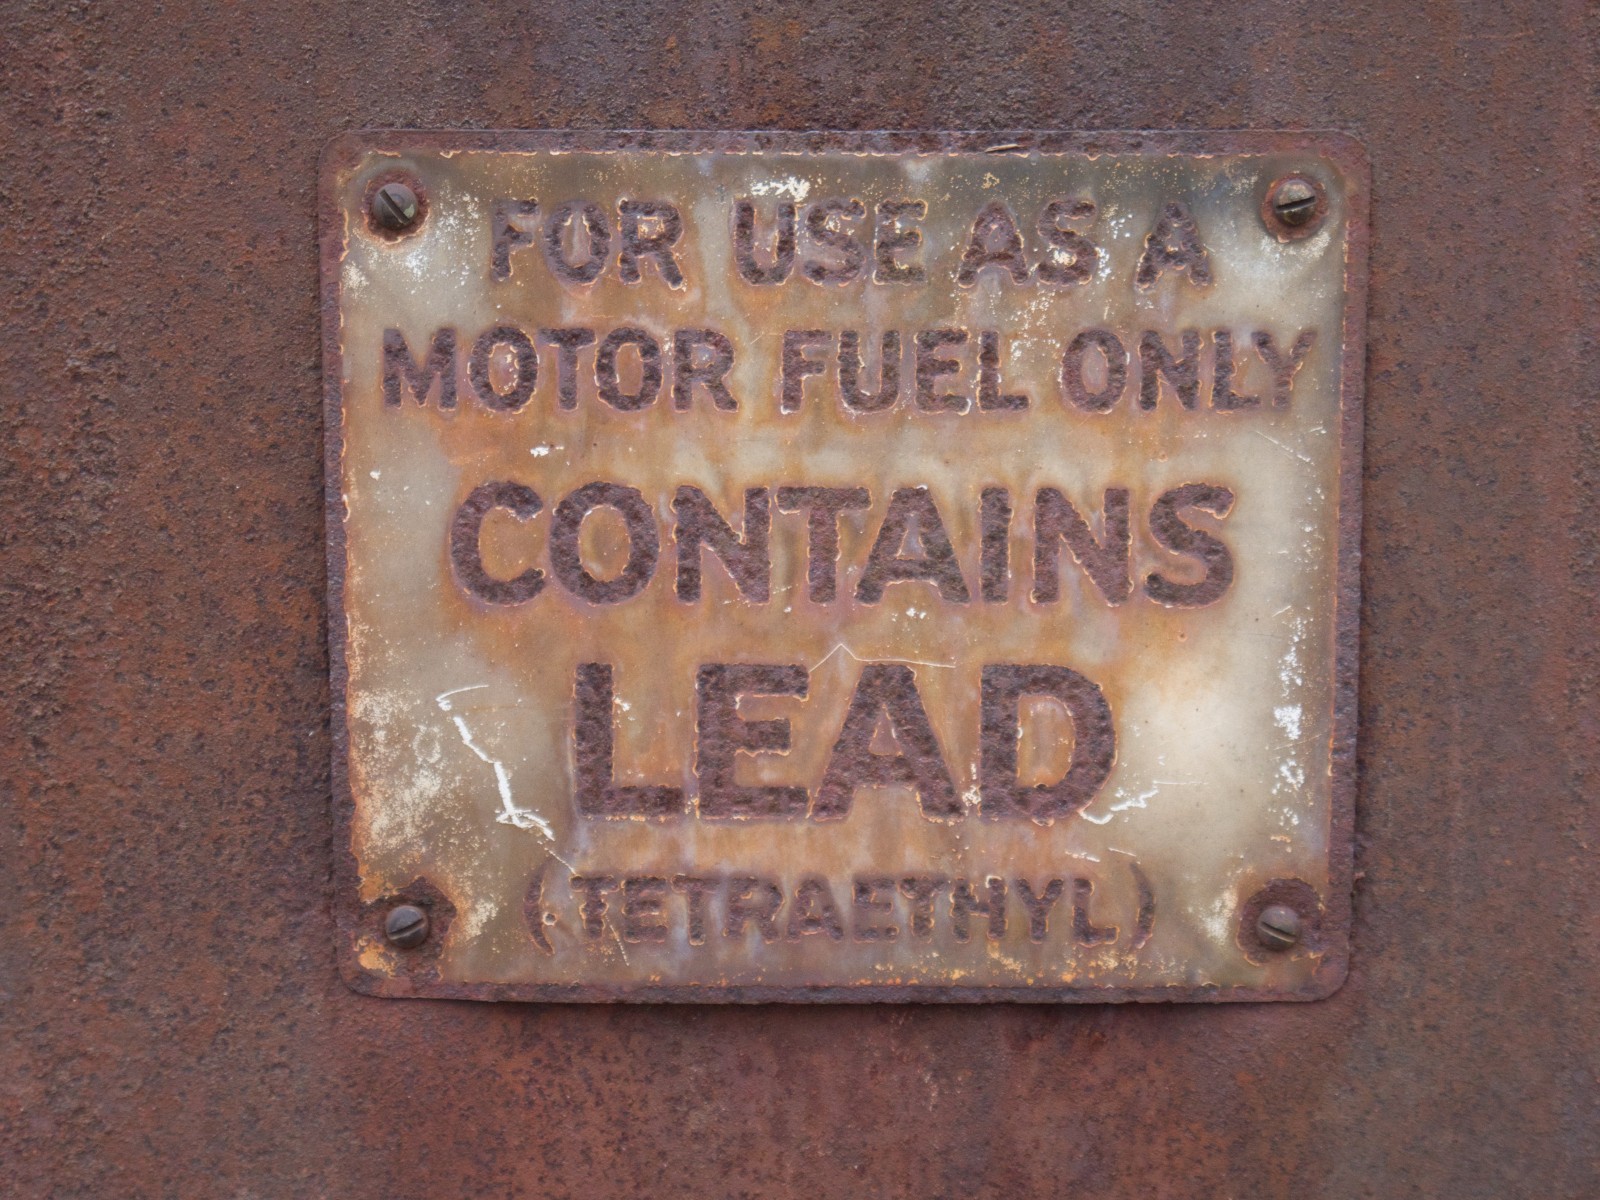 FOR USE AS A
MOTOR FUEL ONLY
CONTAINS
LEAD
(TETRAETHYL)